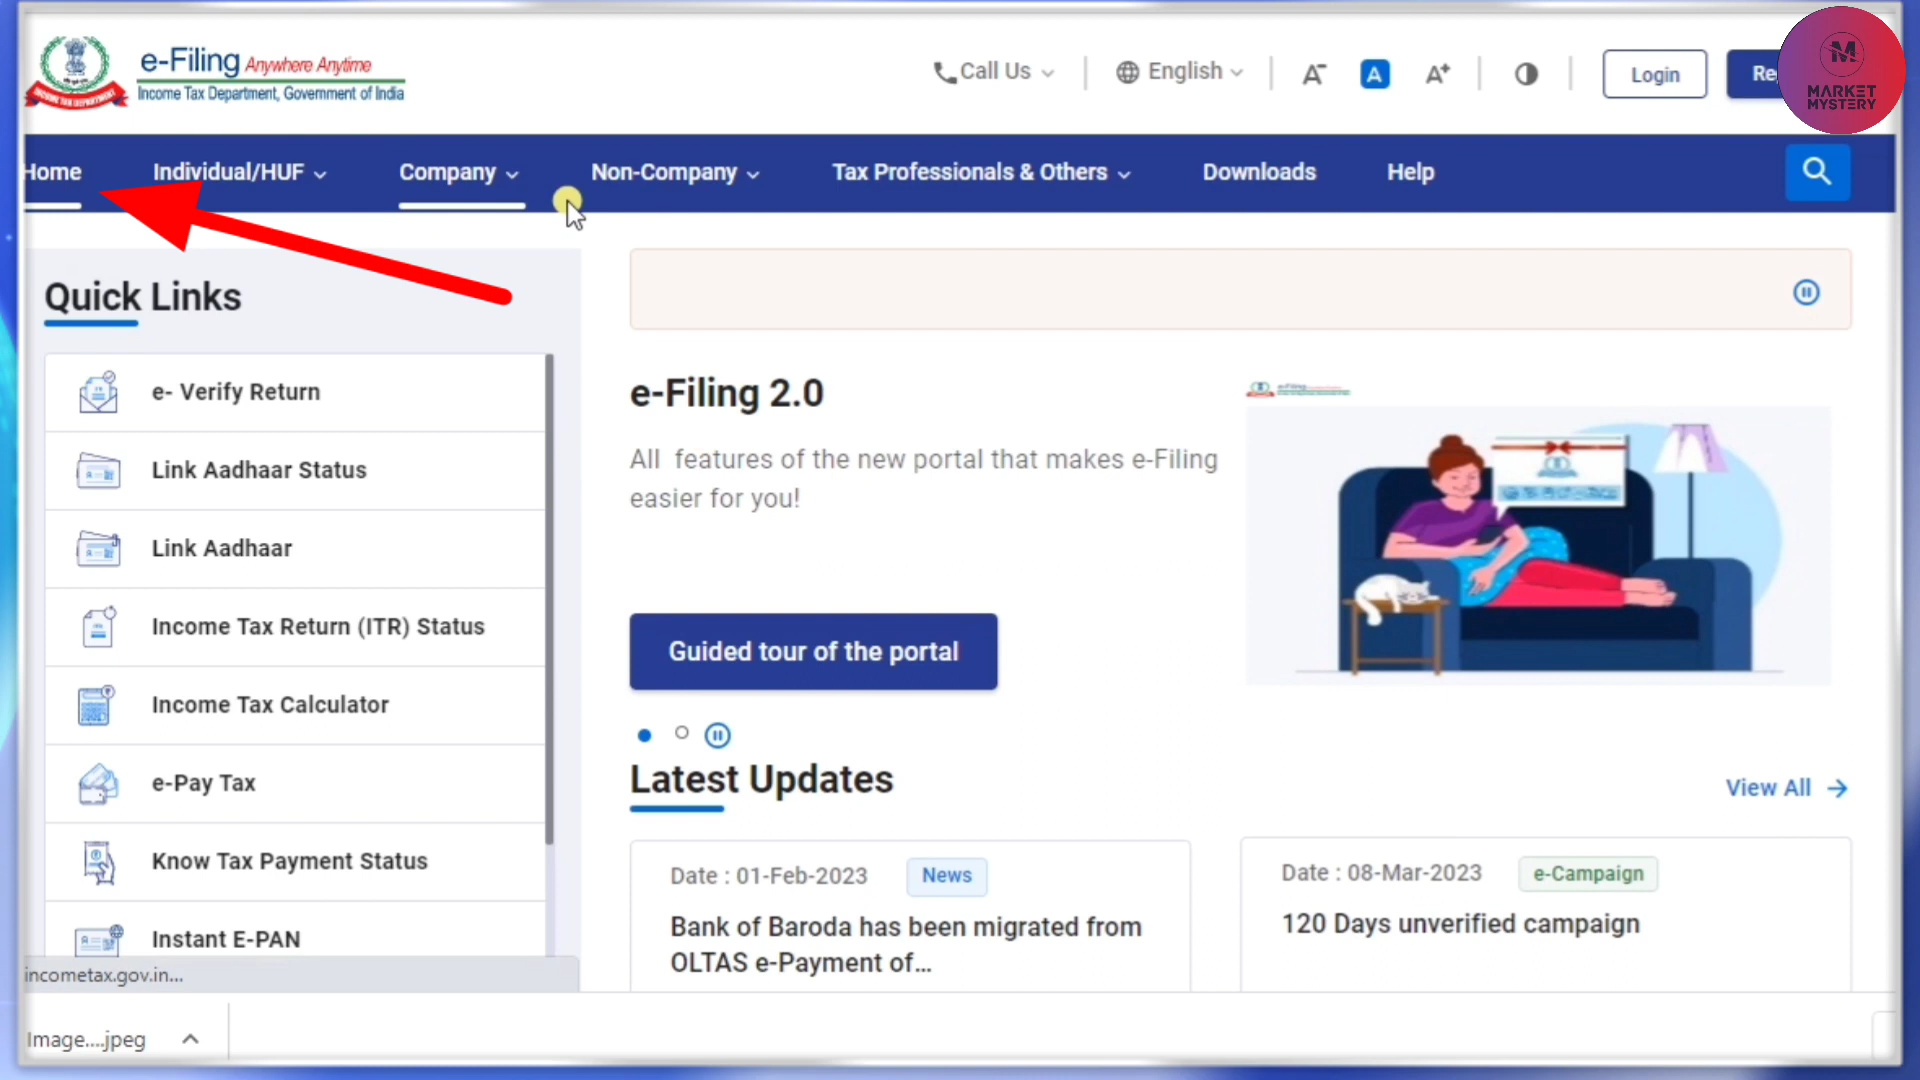 e-Filing Anywhere Anytime
Income Tax Department, Government of India
Call Us
English
A-
A
A+
Login
Re
MARKET
MYSTERY
Home
Individual/HUF
Company
Non-Company
Tax Professionals & Others
Downloads
Help
Quick Links
e- Verify Return
Link Aadhaar Status
Link Aadhaar
Income Tax Return (ITR) Status
Income Tax Calculator
e-Pay Tax
Know Tax Payment Status
Instant E-PAN
incometax.gov.in...
Image....jpeg
e-Filing 2.0
All features of the new portal that makes e-Filing
easier for you!
Guided tour of the portal
Latest Updates
View All
Date : 01-Feb-2023
News
Bank of Baroda has been migrated from
OLTAS e-Payment of...
Date : 08-Mar-2023
e-Campaign
120 Days unverified campaign